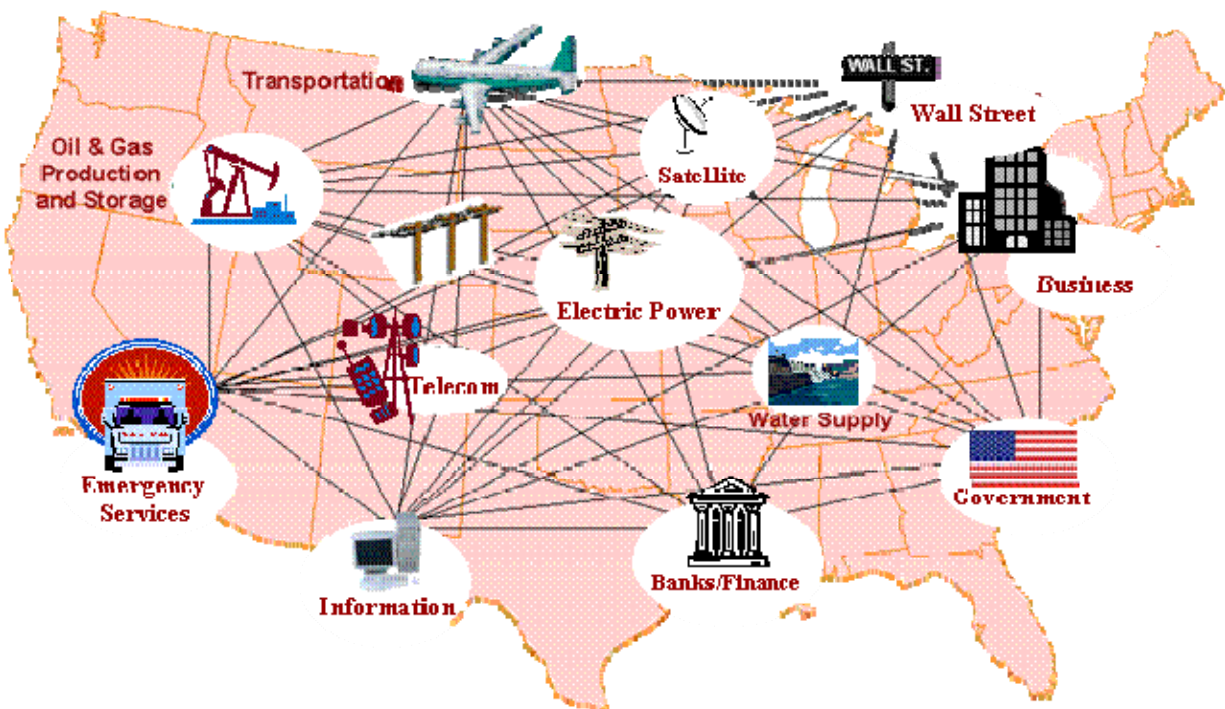 Transportation
WALL ST.
Wall Street
Oil & Gas
Production
and Storage
Satellite
Business
Electric Power
Telecom
Water Supply
Emergency
Services
Government
Banks/Finance
Information